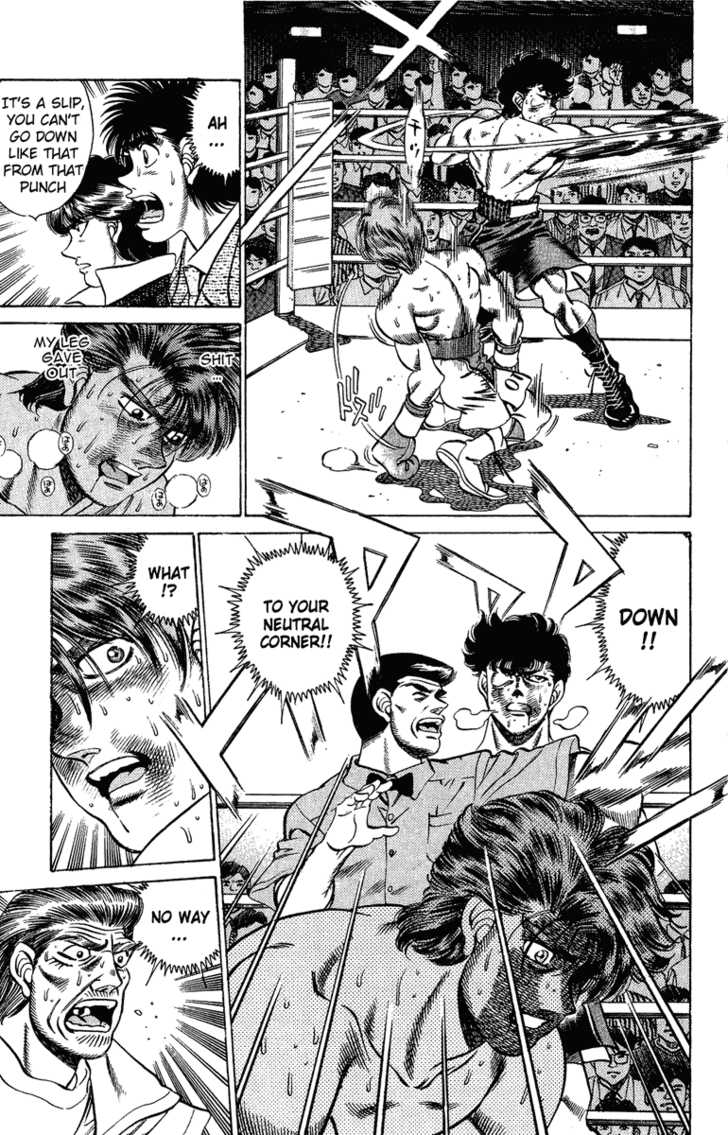 AH
...
IT'S A SLIP,
YOU CAN'T
GO DOWN
LIKE THAT
FROM THAT
PUNCH
SHIT
...
MY LEG
GAVE
OUT
DOWN
!!
TO YOUR
NEUTRAL
CORNER!!
WHAT
!?
NO WAY
...